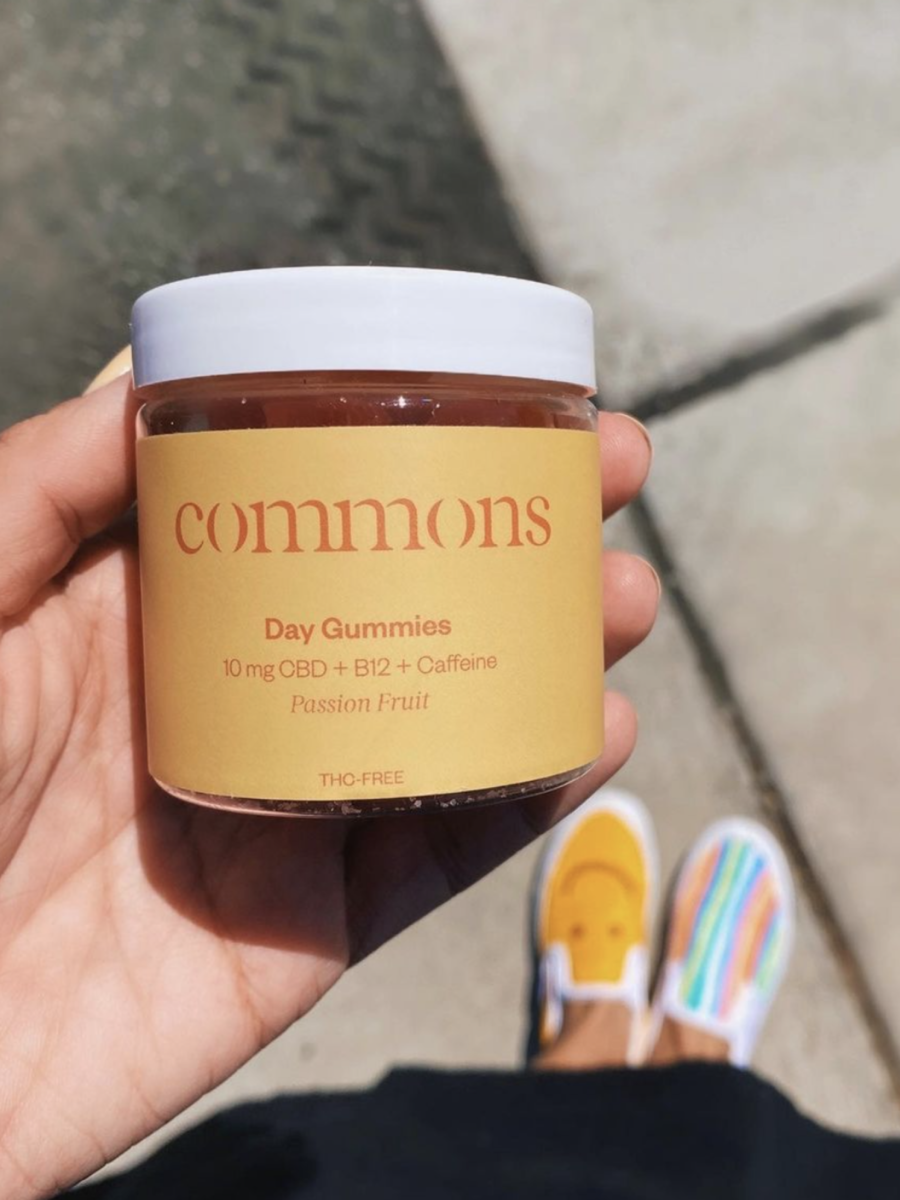 commons
Day Gummies
10 mg CBD + B12 + Caffeine
Passion Fruit
THC-FREE